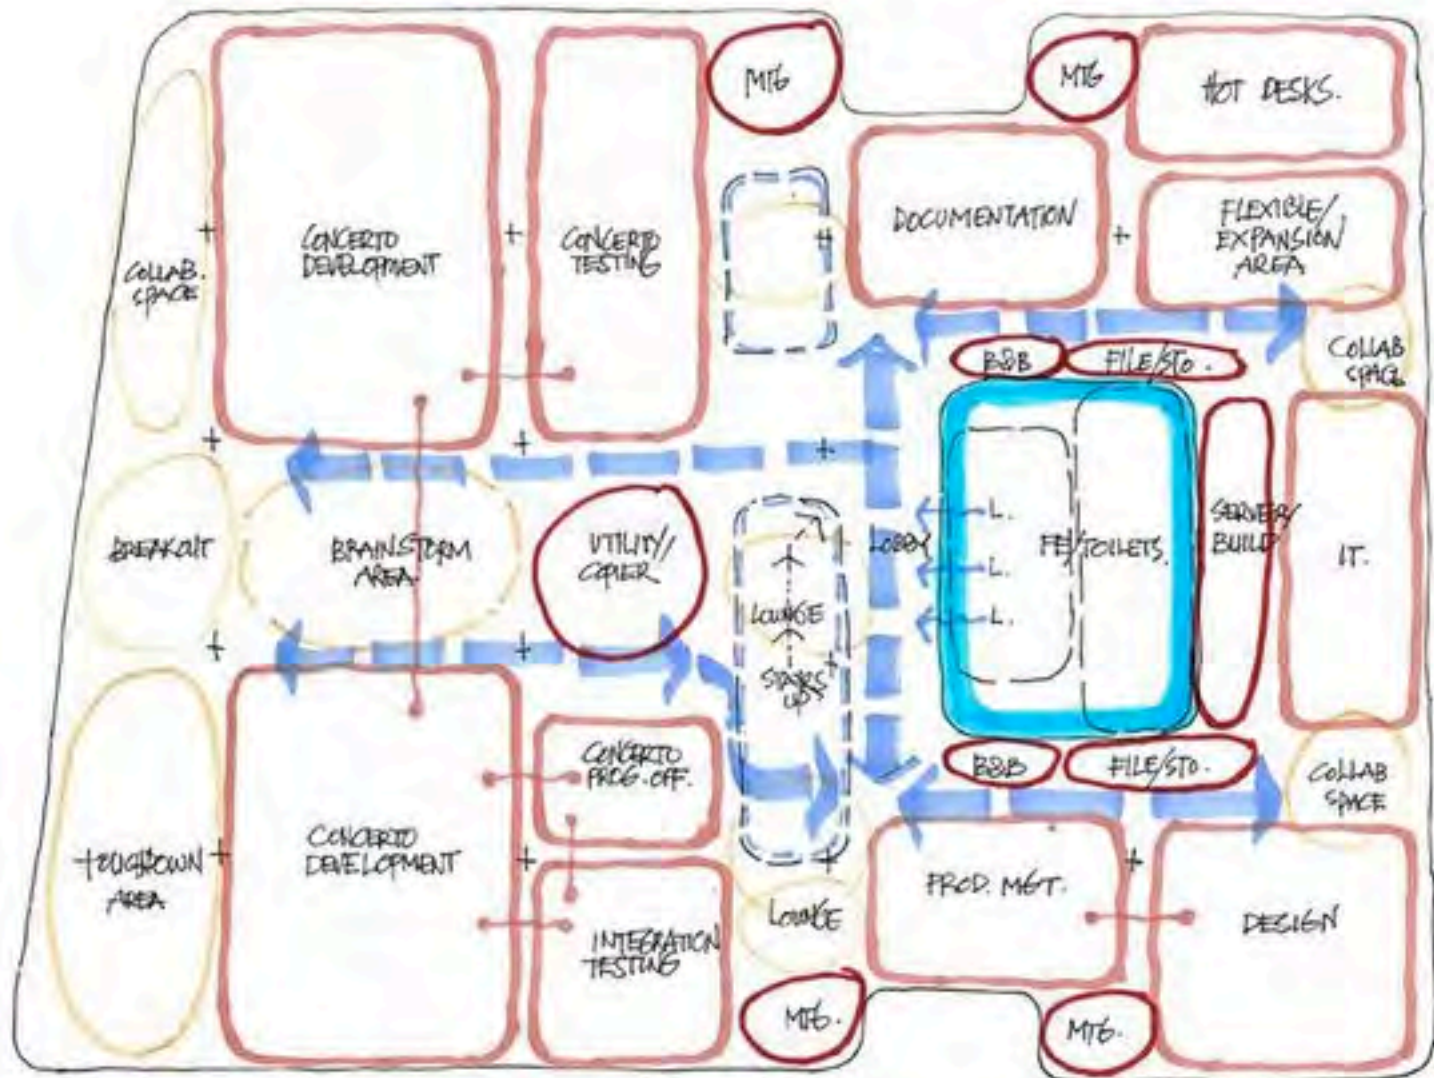 MTG
MTG
HOT DESKS.
COLLAB.
SPACE
CONCERTO
DEVELOPMENT
CONCERTO
TESTING
DOCUMENTATION
FLEXIBLE/
EXPANSION
AREA
B&B
FILE/STO.
COLLAB
SPACE
BREAKOUT
BRAINSTORM
AREA
UTILITY/
COPIER
LOUNGE
STAIRS
UP
LOBBY
L.
L.
L.
FE/TOILETS.
SERVER/
BUILD
I.T.
TOUCHDOWN
AREA
CONCERTO
DEVELOPMENT
CONCERTO
PROG. OFF.
INTEGRATION
TESTING
LOUNGE
B&B
FILE/STO.
COLLAB
SPACE
PROD. MGT.
DESIGN
MTG.
MTG.